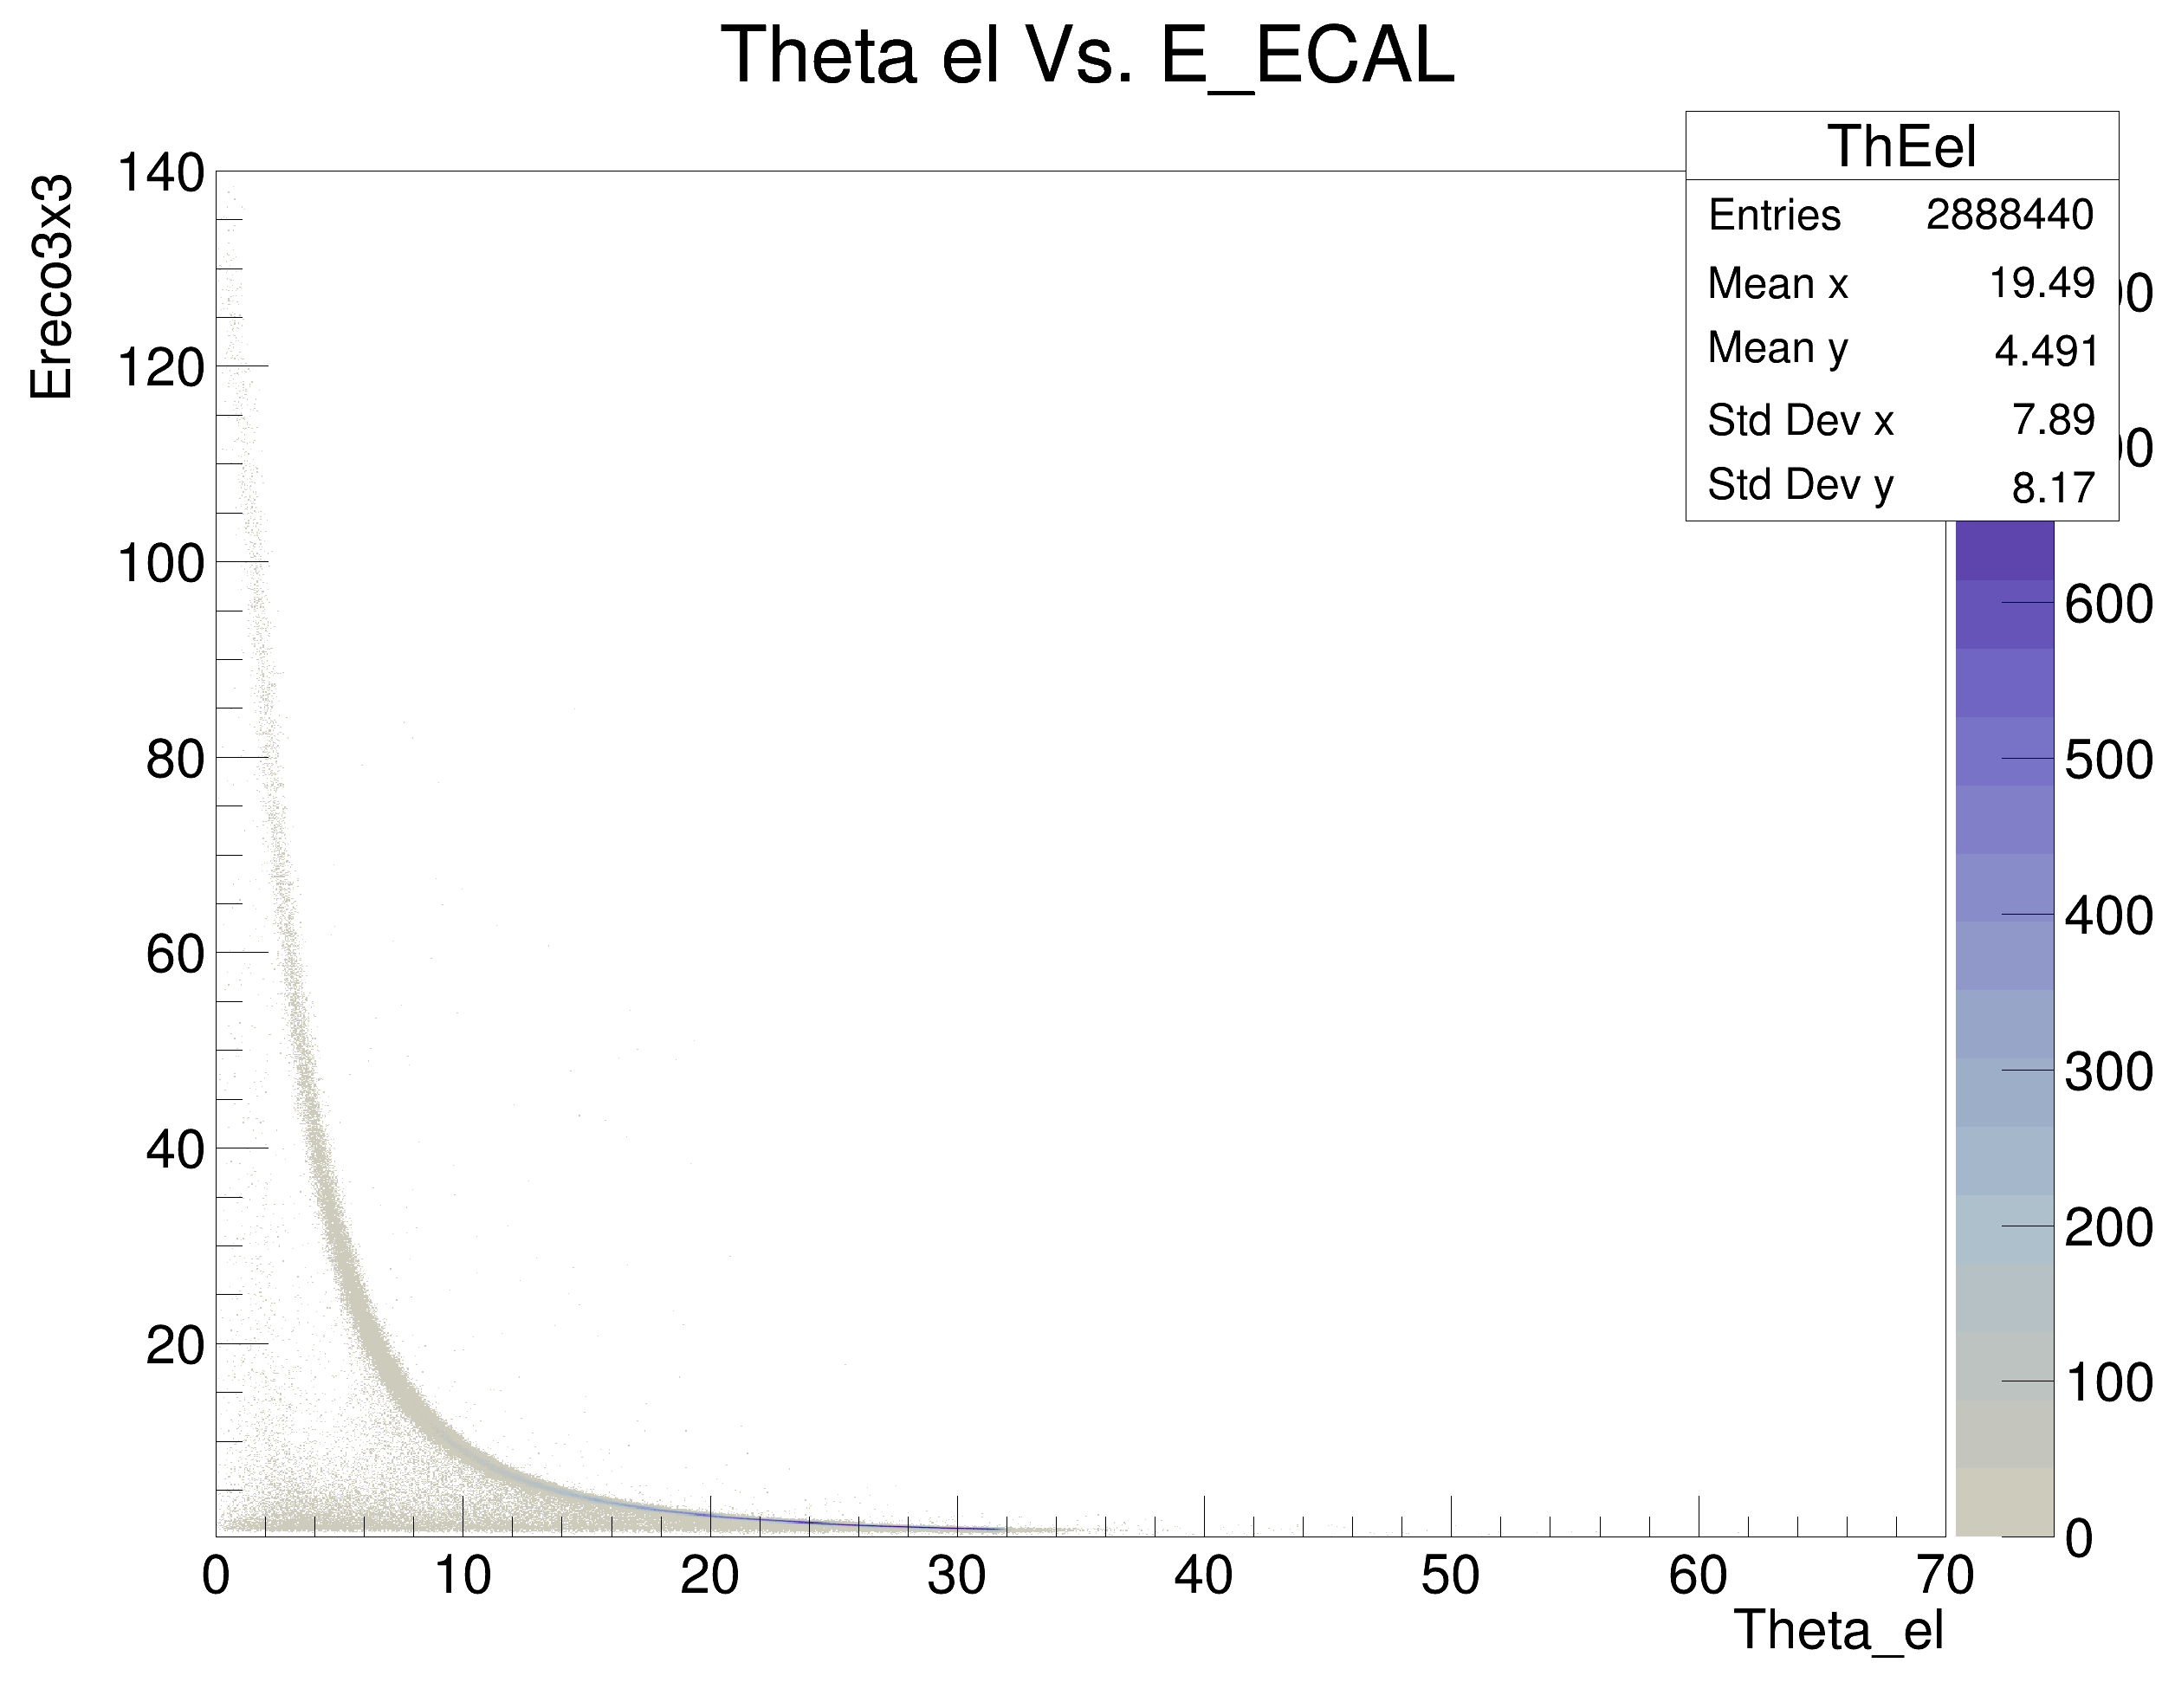 Theta el Vs. E_ECAL
ThEel
Entries 2888440
Mean x 19.49
Mean y 4.491
Std Dev x 7.89
Std Dev y 8.17
Ereco3x3
140
120
100
80
60
40
20
0 10 20 30 40 50 60 70
Theta_el
600
500
400
300
200
100
0